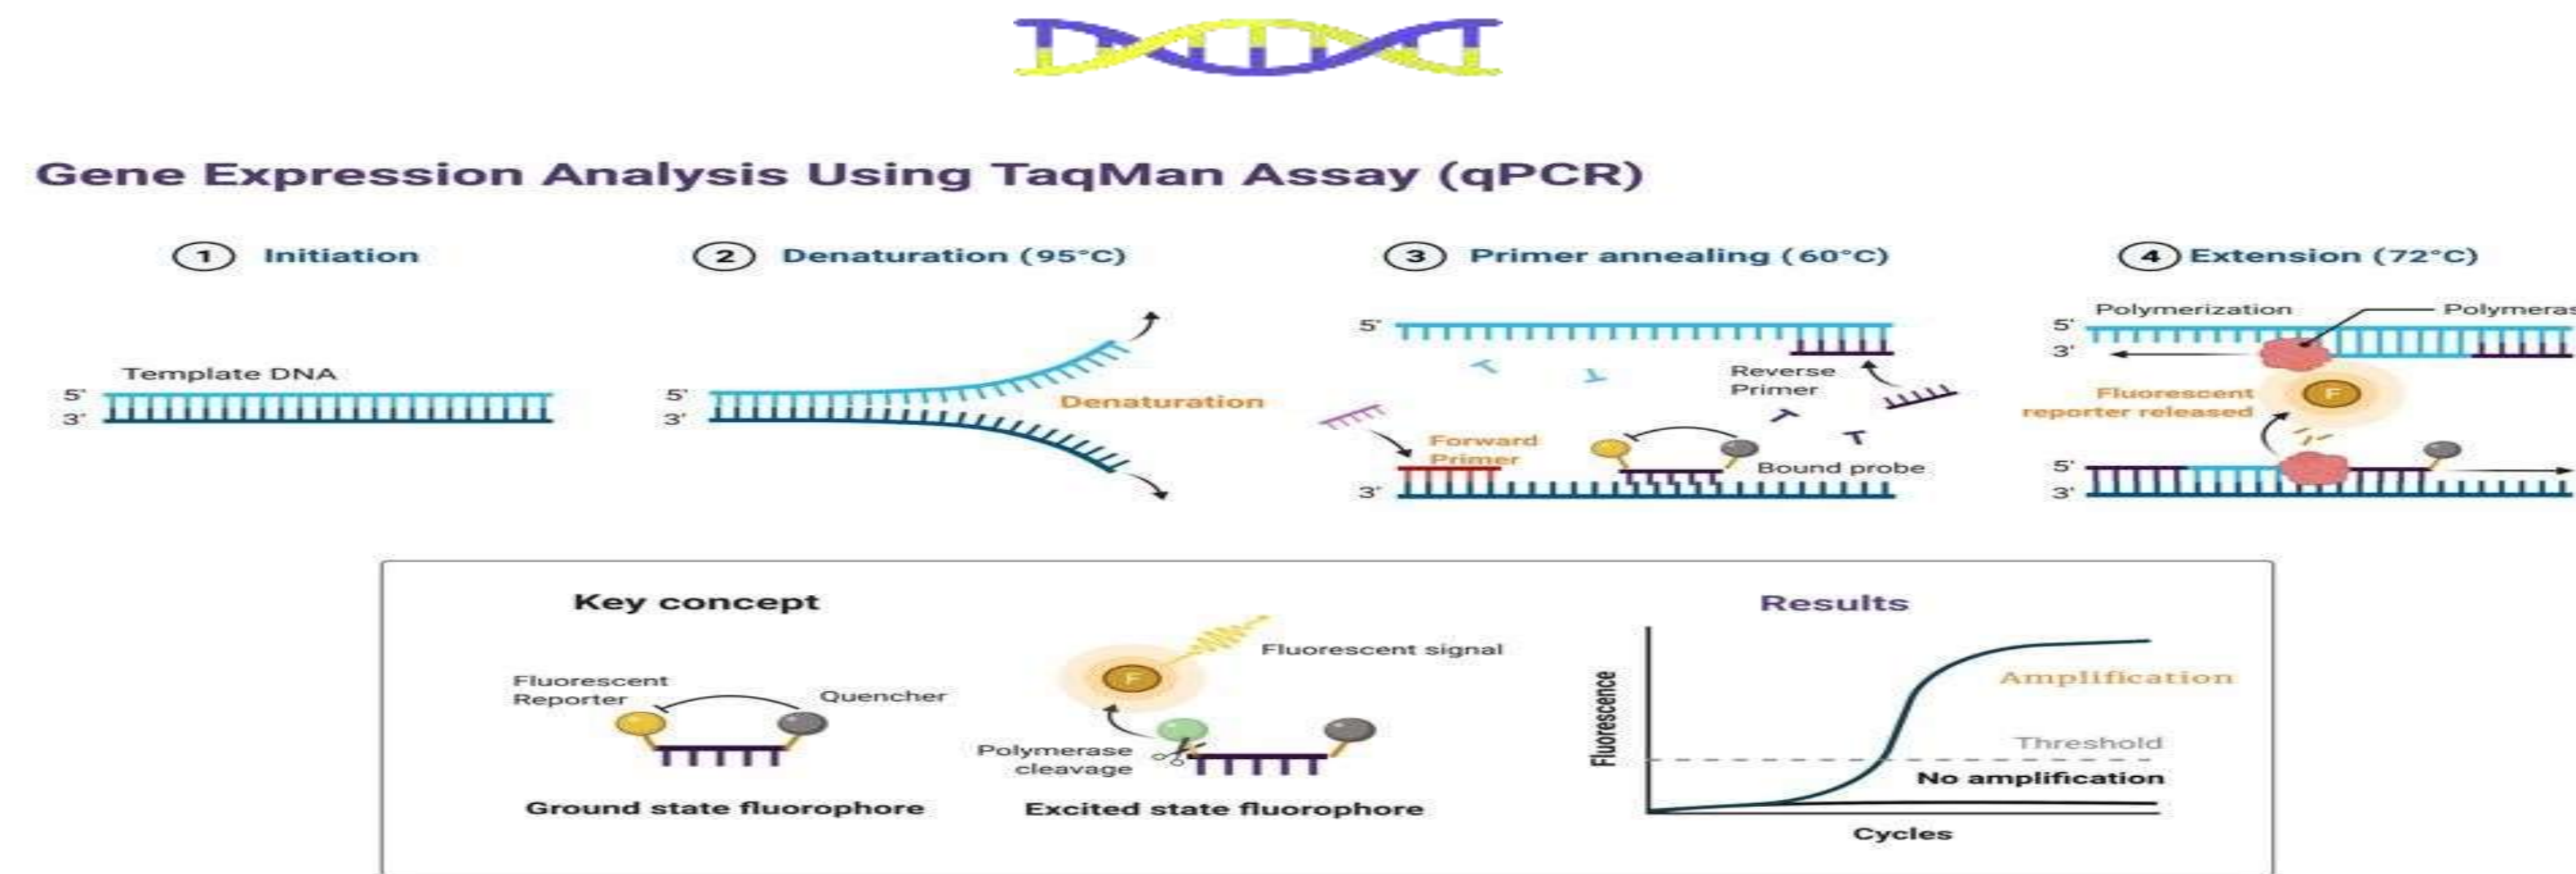 Gene Expression Analysis Using TaqMan Assay (qPCR)
1 Initiation
Template DNA
5'
3'
2 Denaturation (95°C)
5'
3'
Denaturation
3 Primer annealing (60°C)
5'
Reverse
Primer
Forward
Primer
Bound probe
3'
4 Extension (72°C)
Polymerization
Polymeras
5'
3'
Fluorescent
reporter released
F
5'
3'
Key concept
Fluorescent
Reporter
Quencher
Ground state fluorophore
F
Fluorescent signal
Polymerase
cleavage
Excited state fluorophore
Results
Fluorescence
Amplification
Threshold
No amplification
Cycles